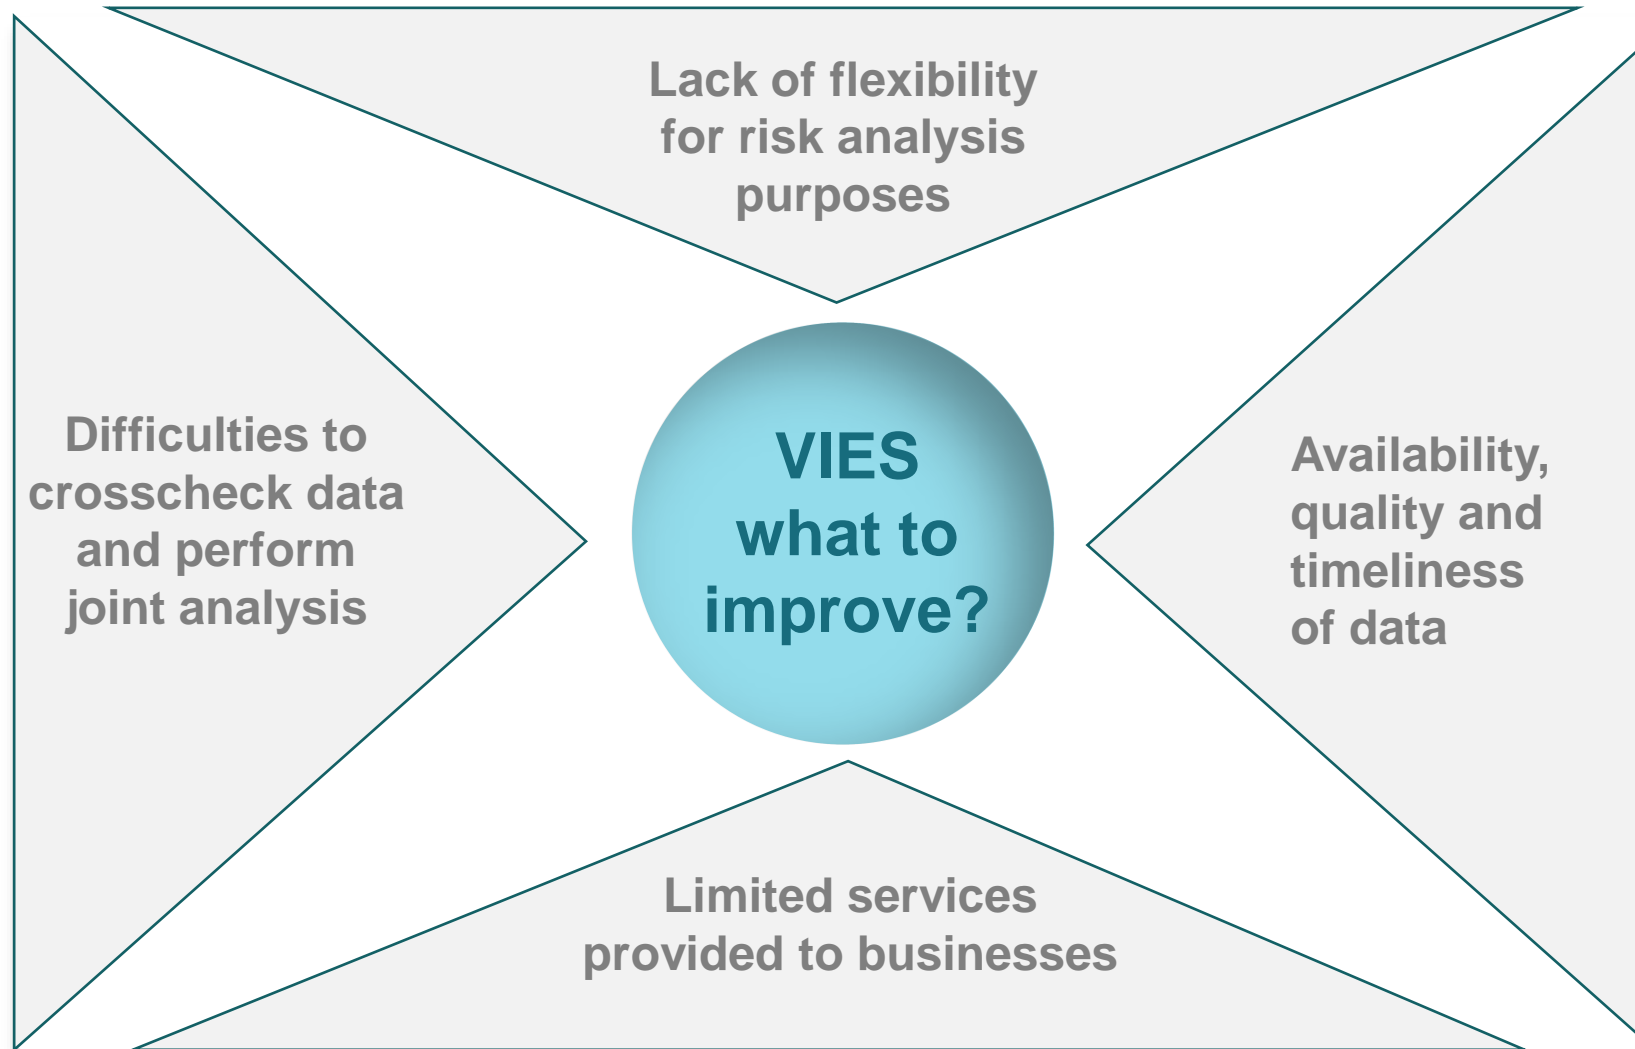 Lack of flexibility
for risk analysis
purposes
Difficulties to
crosscheck data
and perform
joint analysis
VIES
what to
improve?
Availability,
quality and
timeliness
of data
Limited services
provided to businesses